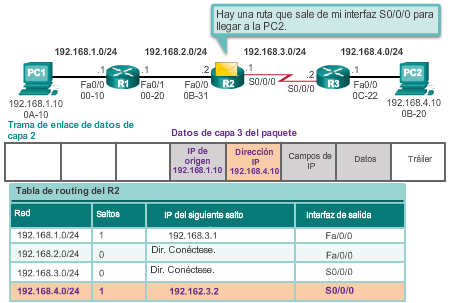 Hay una ruta que sale de mi interfaz S0/0/0 para
llegar a la PC2.
192.168.1.0/24
192.168.2.0/24
192.168.3.0/24
192.168.4.0/24
PC1
.1
.1
.2
.1
PC2
Fa0/0
R1
Fa0/1
Fa0/0
R2
S0/0/0
.2
S0/0/0
R3
Fa0/0
192.168.1.10
00-10
00-20
0B-31
0C-22
192.168.4.10
0A-10
0B-20
Trama de enlace de datos de
capa 2
Datos de capa 3 del paquete
IP de
origen
192.168.1.10
Dirección
IP
192.168.4.10
Campos de
IP
Datos
Tráiler
Tabla de routing del R2
Red
Saltos
IP del siguiente salto
Interfaz de salida
192.168.1.0/24 1 192.168.3.1 Fa/0/0
192.168.2.0/24 0 Dir. Conéctese. Fa/0/0
192.168.3.0/24 0 Dir. Conéctese. S0/0/0
192.168.4.0/24 1 192.162.3.2 S0/0/0